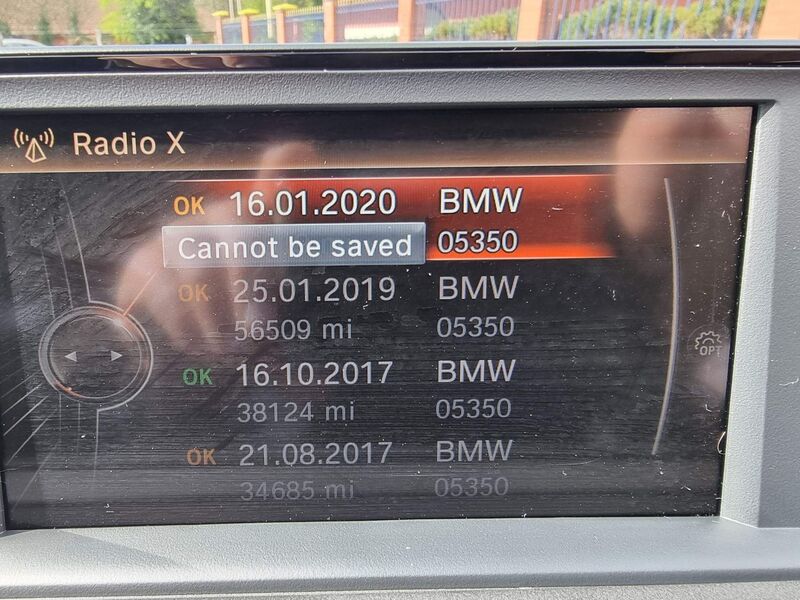 Radio X
OK 16.01.2020 BMW
Cannot be saved 05350
OK 25.01.2019 BMW
56509 mi 05350
OK 16.10.2017 BMW
38124 mi 05350
OK 21.08.2017 BMW
34685 mi 05350
OPT